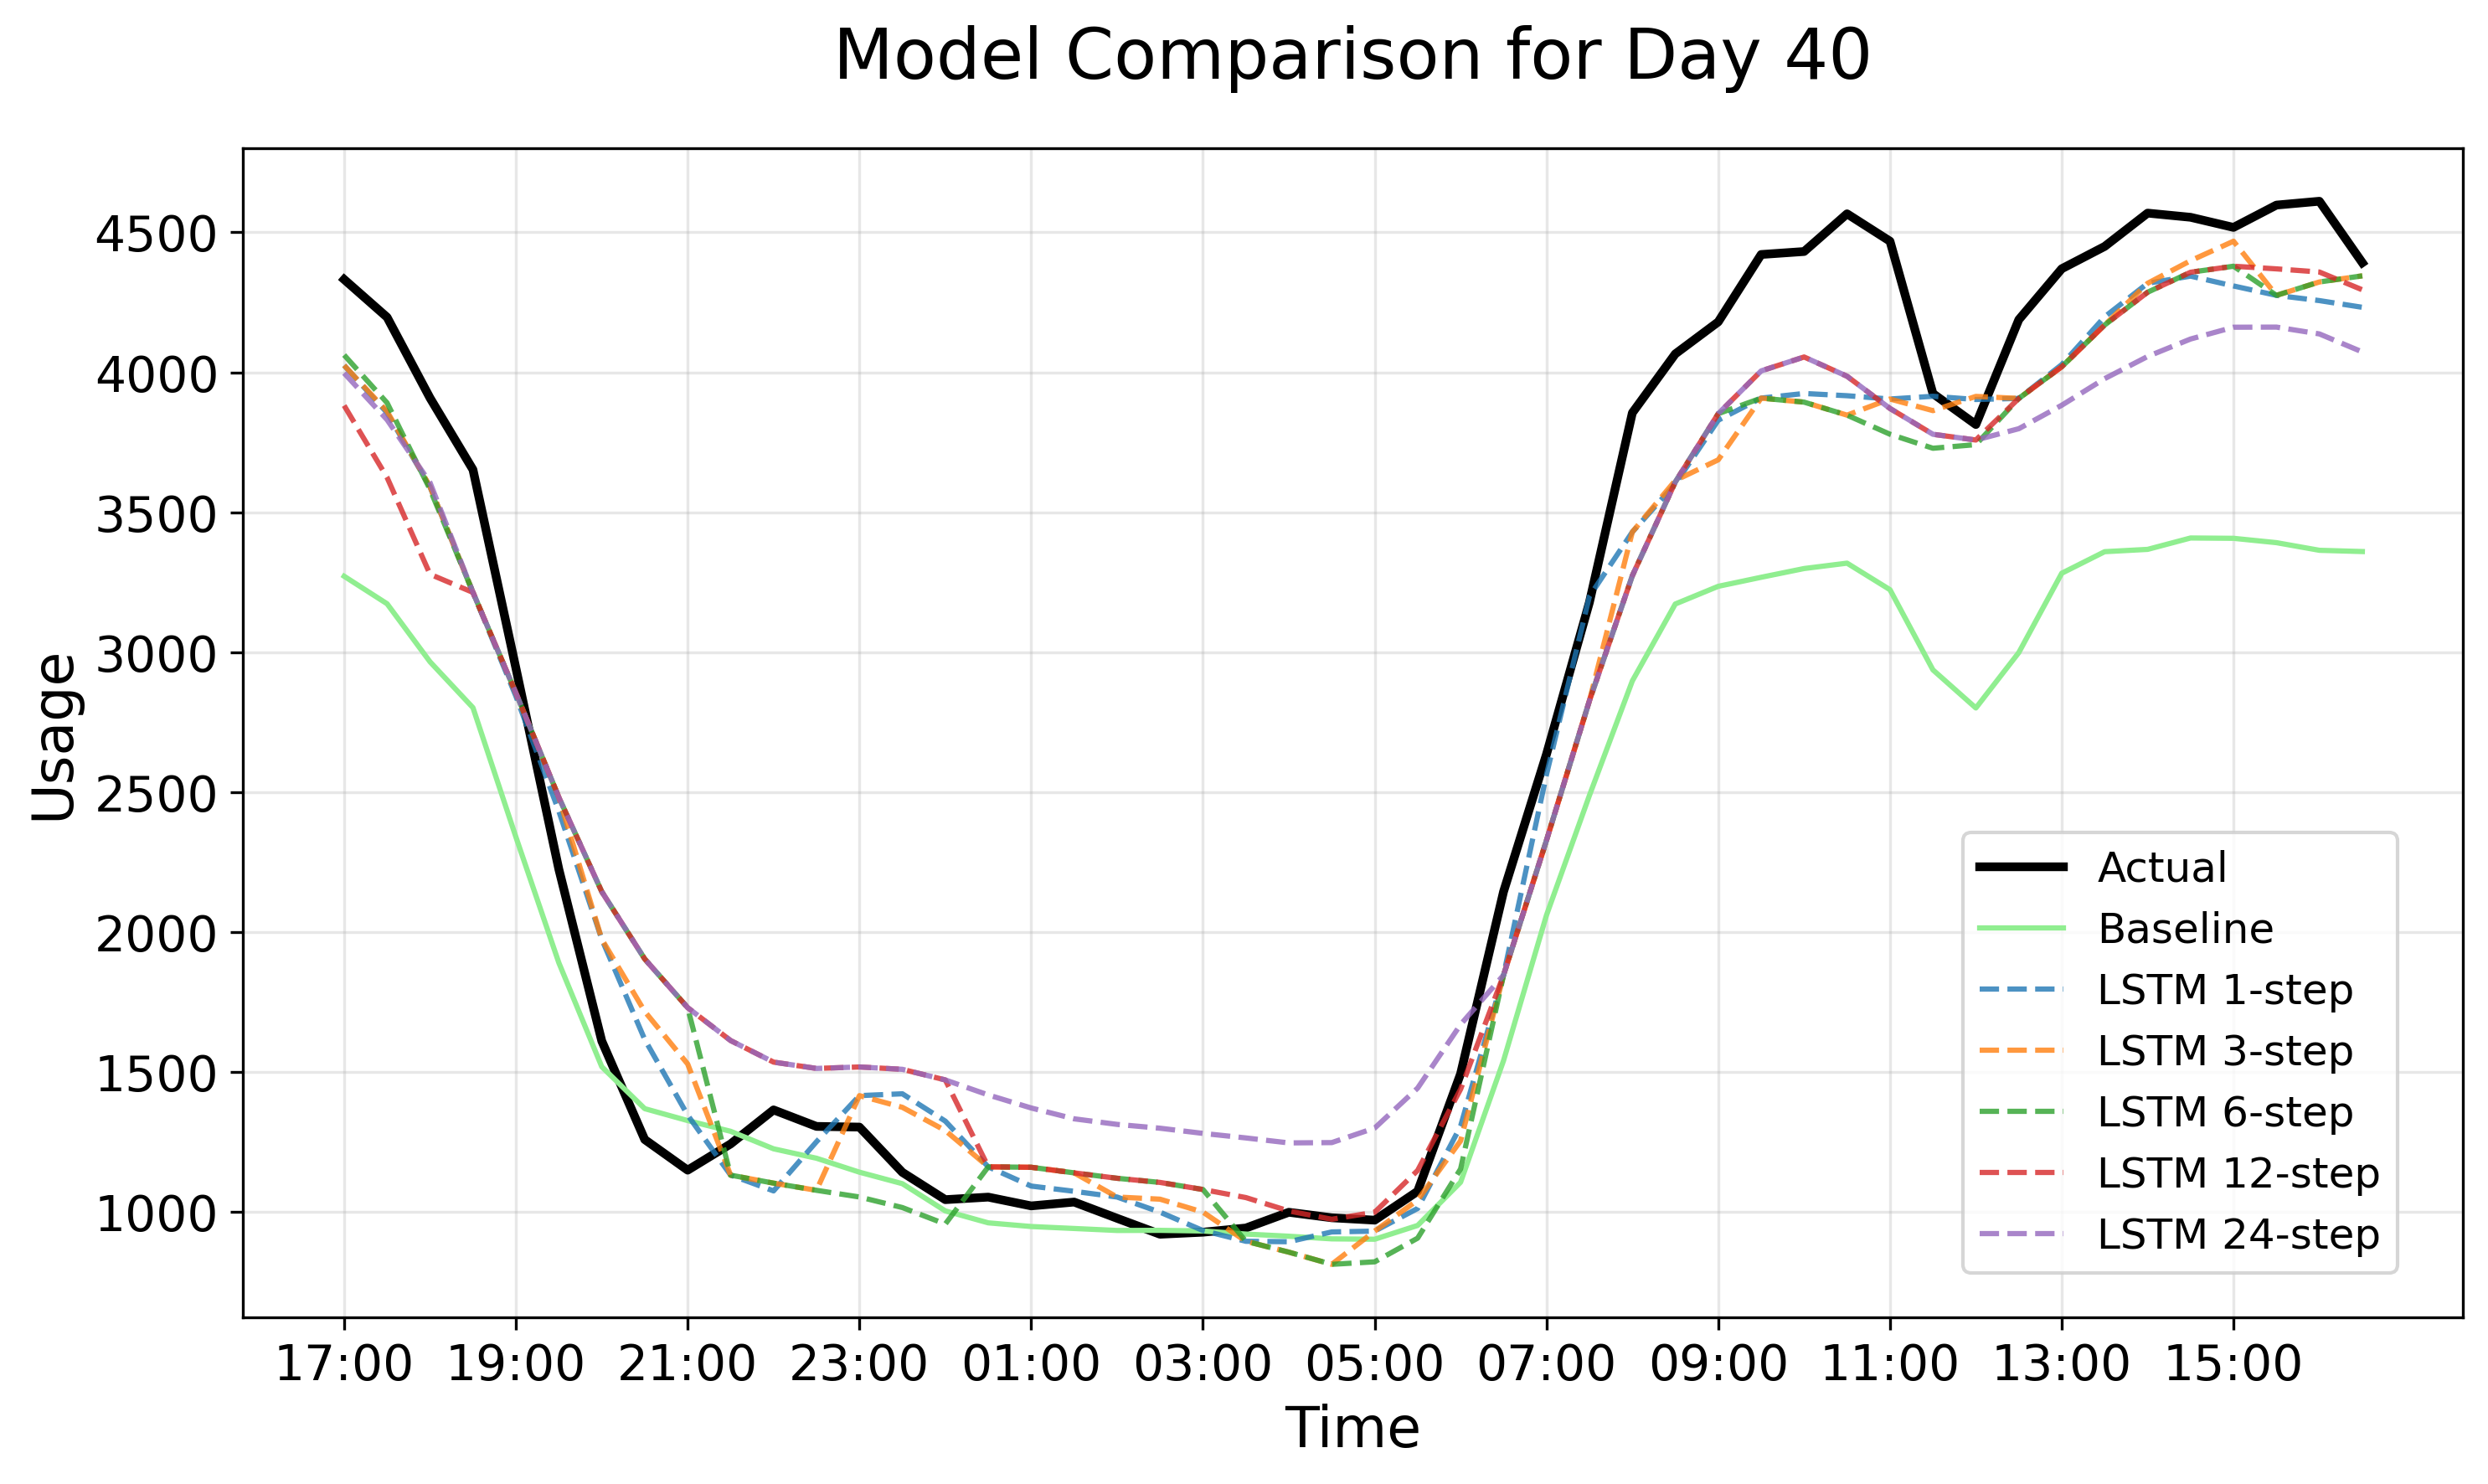 Model Comparison for Day 40
Usage
4500
4000
3500
3000
2500
2000
1500
1000
Actual
Baseline
LSTM 1-step
LSTM 3-step
LSTM 6-step
LSTM 12-step
LSTM 24-step
17:00 19:00 21:00 23:00 01:00 03:00 05:00 07:00 09:00 11:00 13:00 15:00
Time